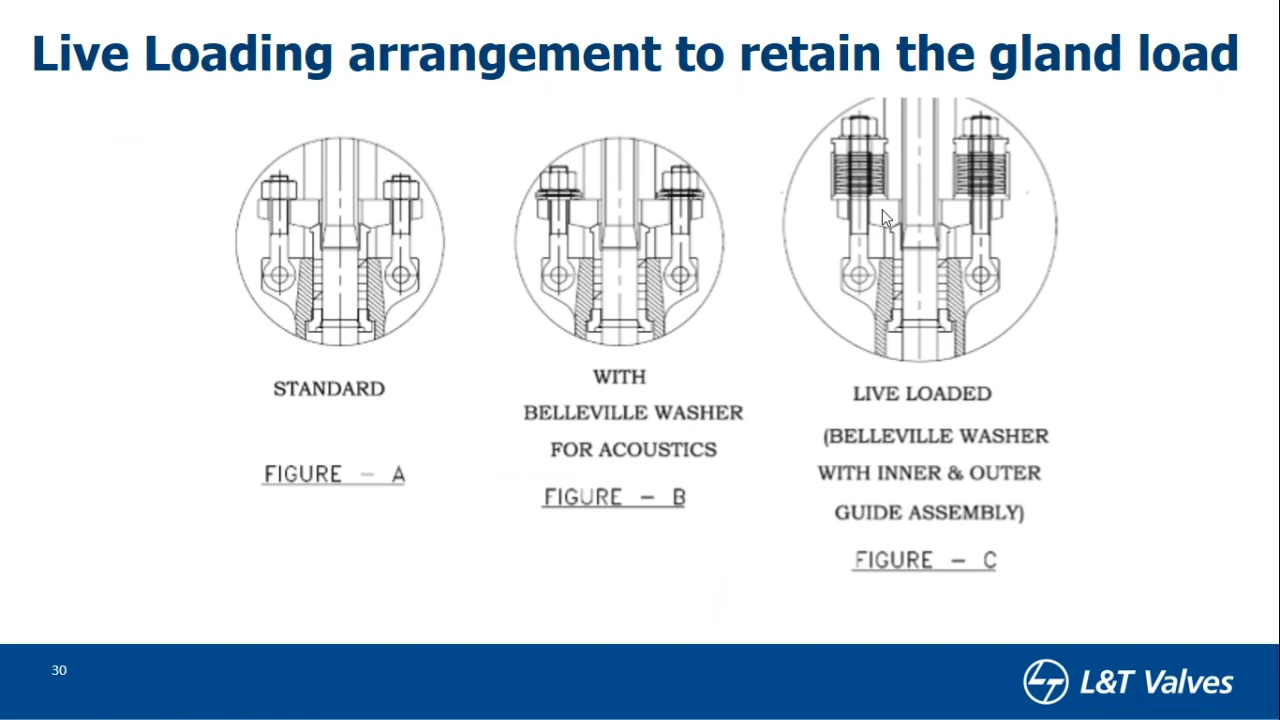 Live Loading arrangement to retain the gland load
STANDARD
FIGURE – A
WITH
BELLEVILLE WASHER
FOR ACOUSTICS
FIGURE – B
LIVE LOADED
(BELLEVILLE WASHER
WITH INNER & OUTER
GUIDE ASSEMBLY)
FIGURE – C
30
L&T Valves